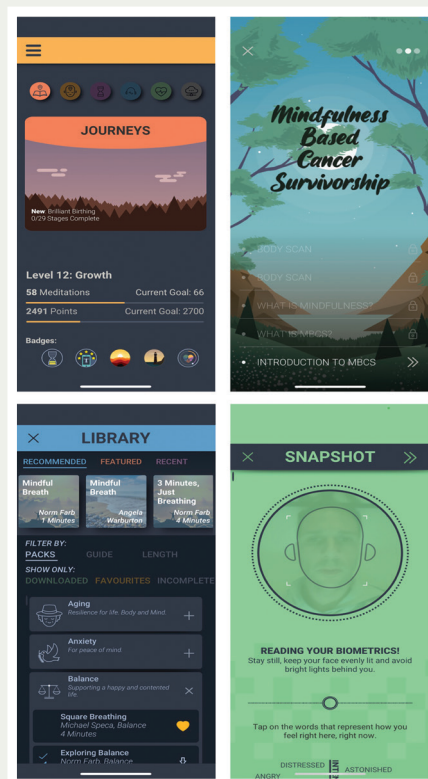 JOURNEYS
New Brilliant Birthing
0/29 Stages Complete
Level 12: Growth
58 Meditations Current Goal: 66
2491 Points Current Goal: 2700
Badges:
Mindfulness
Based
Cancer
Survivorship
BODY SCAN
BODY SCAN
WHAT IS MINDFULNESS?
WHAT IS MBCS?
INTRODUCTION TO MBCS
LIBRARY
RECOMMENDED FEATURED RECENT
Mindful
Breath
Norm Farb
1 Minutes
Mindful
Breath
Angela
Warburton
3 Minutes,
Just
Breathing
Norm Farb
4 Minutes
FILTER BY:
PACKS GUIDE LENGTH
SHOW ONLY:
DOWNLOADED FAVOURITES INCOMPLETE
Aging
Resilience for life. Body and Mind.
Anxiety
For peace of mind
Balance
Supporting a happy and contented
life
Square Breathing
Michael Speca, Balance
4 Minutes
Exploring Balance
Norm Farb, Balance
SNAPSHOT
READING YOUR BIOMETRICS!
Stay still, keep your face evenly lit and avoid
bright lights behind you.
Tap on the words that represent how you
feel right here, right now.
DISTRESSED
ASTONISHED
ANGRY